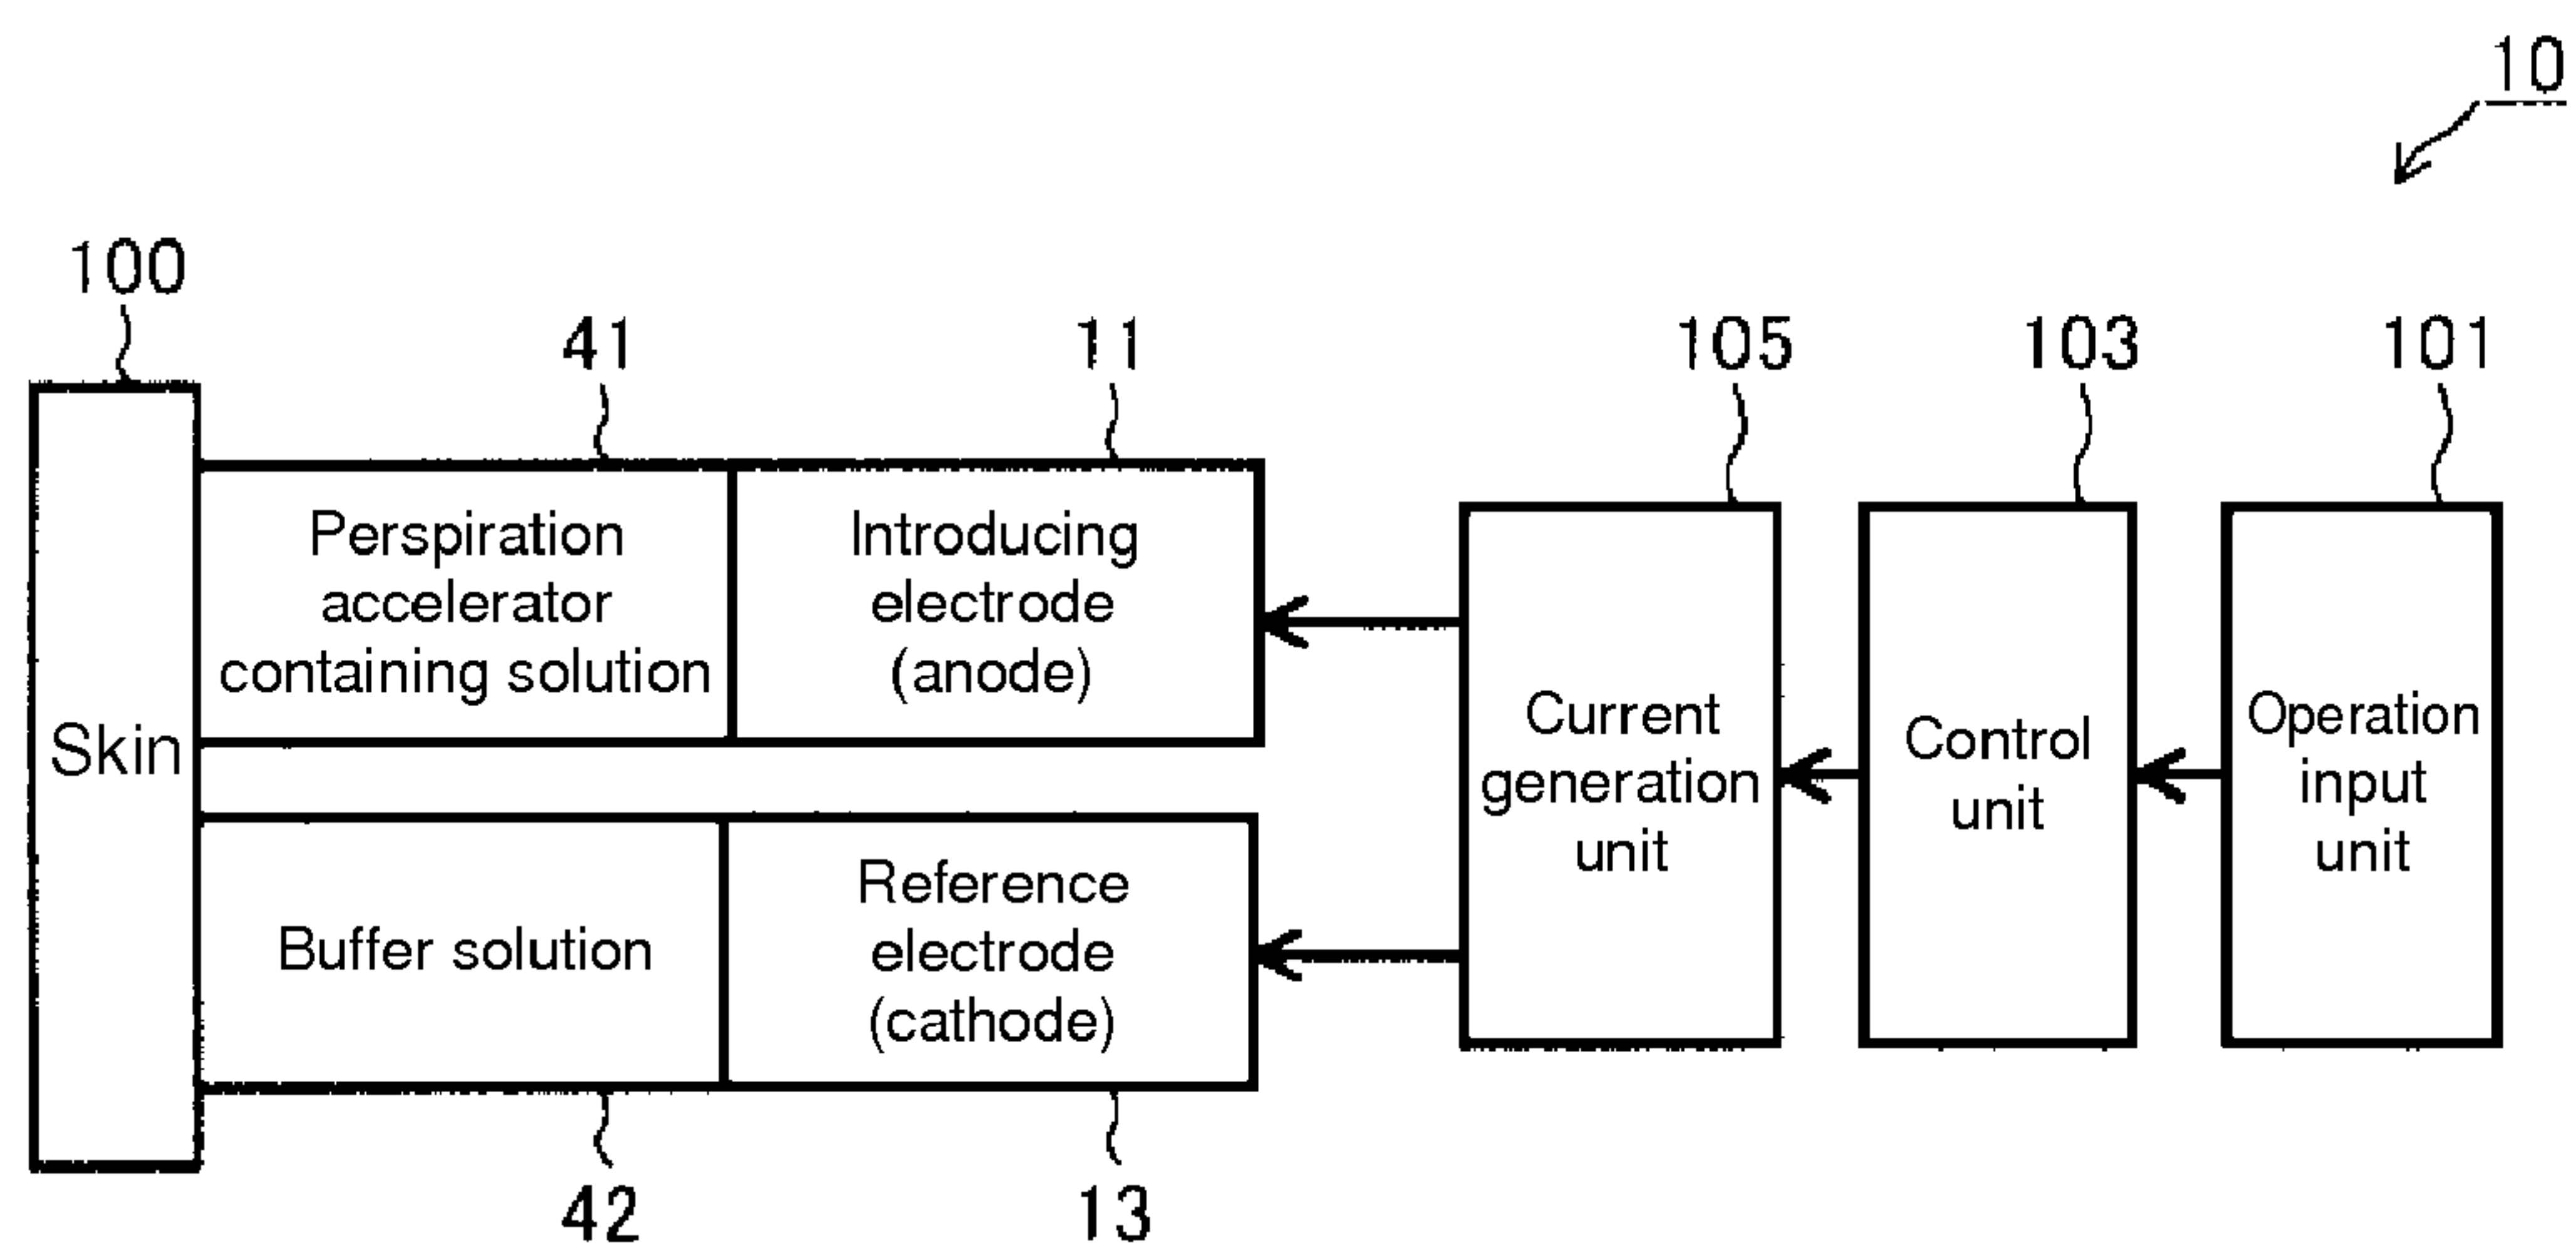 10
100
41
11
105
103
101
Perspiration
accelerator
containing solution
Introducing
electrode
(anode)
Skin
Current
generation
unit
Control
unit
Operation
input
unit
Buffer solution
Reference
electrode
(cathode)
42
13